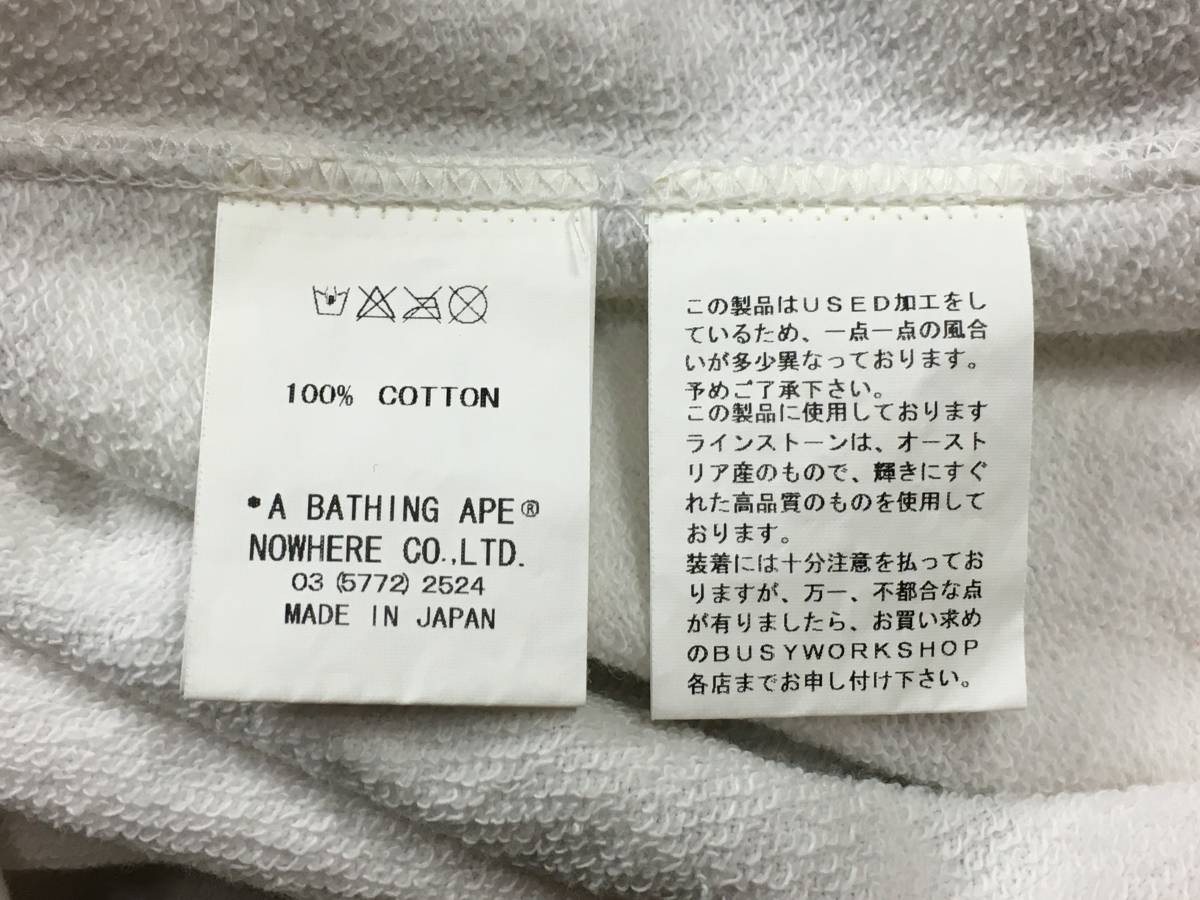 100% COTTON
*A BATHING APE®
NOWHERE CO.,LTD.
03 (5772) 2524
MADE IN JAPAN
この製品はUSED加工をし
ているため、一点一点の風合
いが多少異なっております。
予めご了承下さい。
この製品に使用しております
ラインストーンは、オースト
リア産のもので、輝きにすぐ
れた高品質のものを使用して
おります。
装着には十分注意を払ってお
りますが、万一、不都合な点
が有りましたら、お買い求め
のBUSYWORKSHOP
各店までお申し付け下さい。